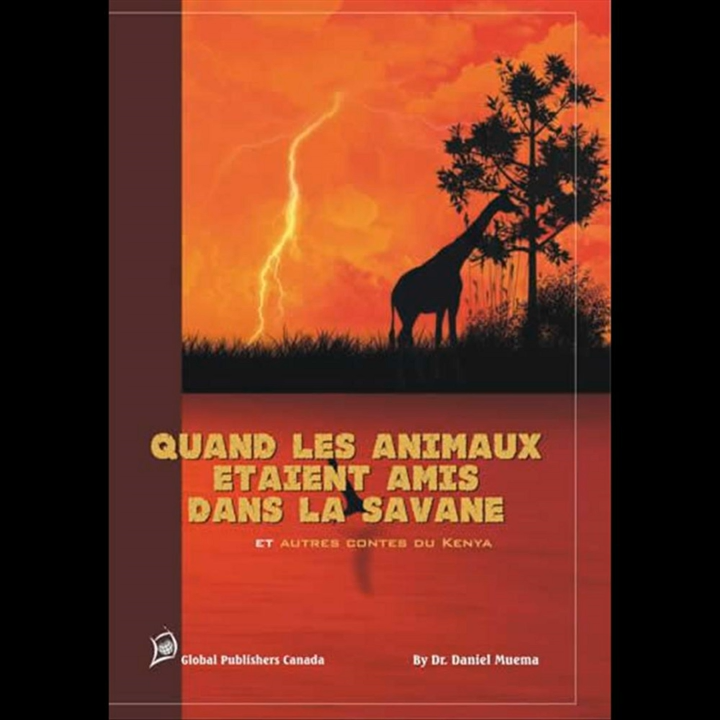 QUAND LES ANIMAUX
ETAIENT AMIS
DANS LA SAVANE
ET AUTRES CONTES DU KENYA
Global Publishers Canada
By Dr. Daniel Muema